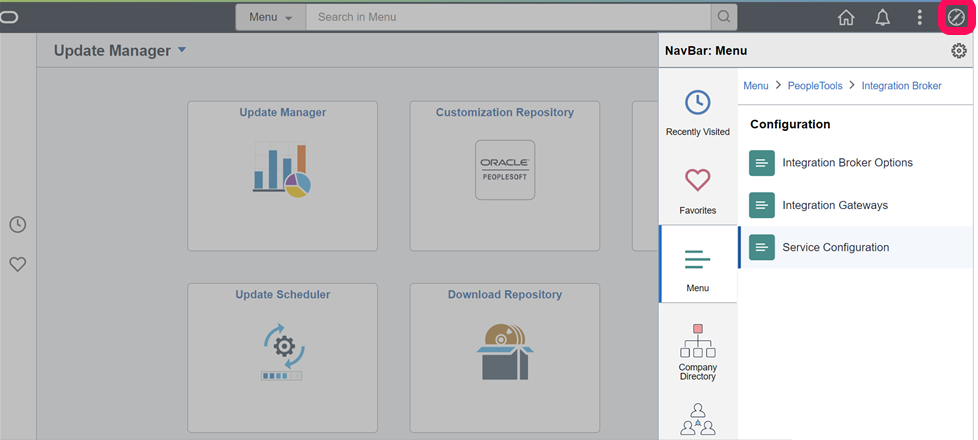 Menu
Search in Menu
Update Manager
Update Manager
Customization Repository
ORACLE
PEOPLESOFT
Update Scheduler
Download Repository
NavBar: Menu
Recently Visited
Favorites
Menu
Company
Directory
Menu > PeopleTools > Integration Broker
Configuration
Integration Broker Options
Integration Gateways
Service Configuration